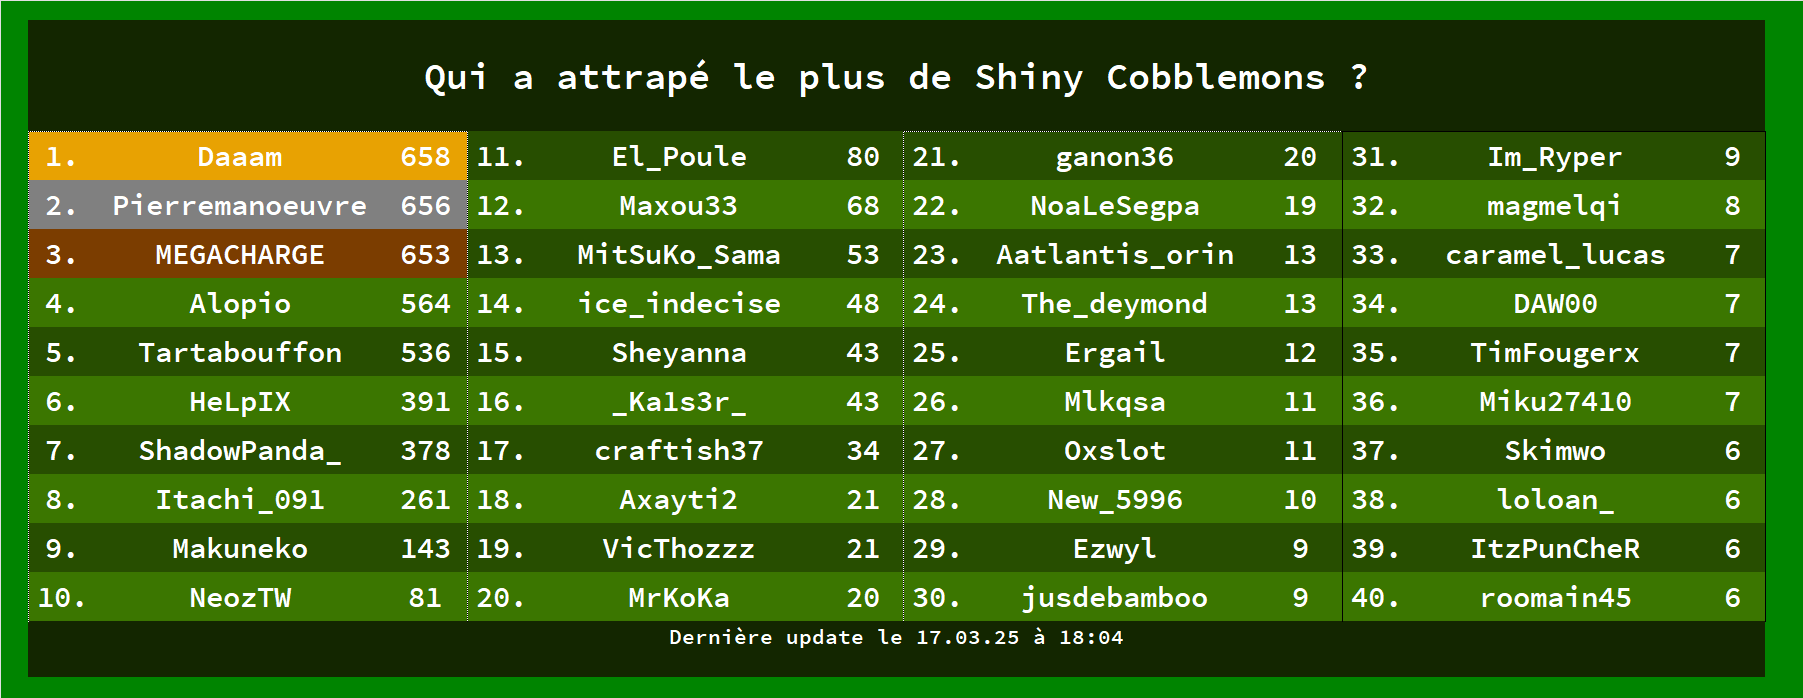 Qui a attrapé le plus de Shiny Cobblemons ?
1. Daaam 658 11. El_Poule 80 21. ganon36 20 31. Im_Ryper 9
2. Pierremanoeuvre 656 12. Maxou33 68 22. NoaLeSegpa 19 32. magmelqi 8
3. MEGACHARGE 653 13. MitSuKo_Sama 53 23. Aatlantis_orin 13 33. caramel_lucas 7
4. Alopio 564 14. ice_indecise 48 24. The_deymond 13 34. DAW00 7
5. Tartabouffon 536 15. Sheyanna 43 25. Ergail 12 35. TimFougerx 7
6. HeLpIX 391 16. _Ka1s3r_ 43 26. Mlkqsa 11 36. Miku27410 7
7. ShadowPanda_ 378 17. craftish37 34 27. Oxslot 11 37. Skimwo 6
8. Itachi_091 261 18. Axayti2 21 28. New_5996 10 38. loloan_ 6
9. Makuneko 143 19. VicThozzz 21 29. Ezwyl 9 39. ItzPunCheR 6
10. NeozTW 81 20. MrKoKa 20 30. jusdebamboo 9 40. roomain45 6
Dernière update le 17.03.25 à 18:04